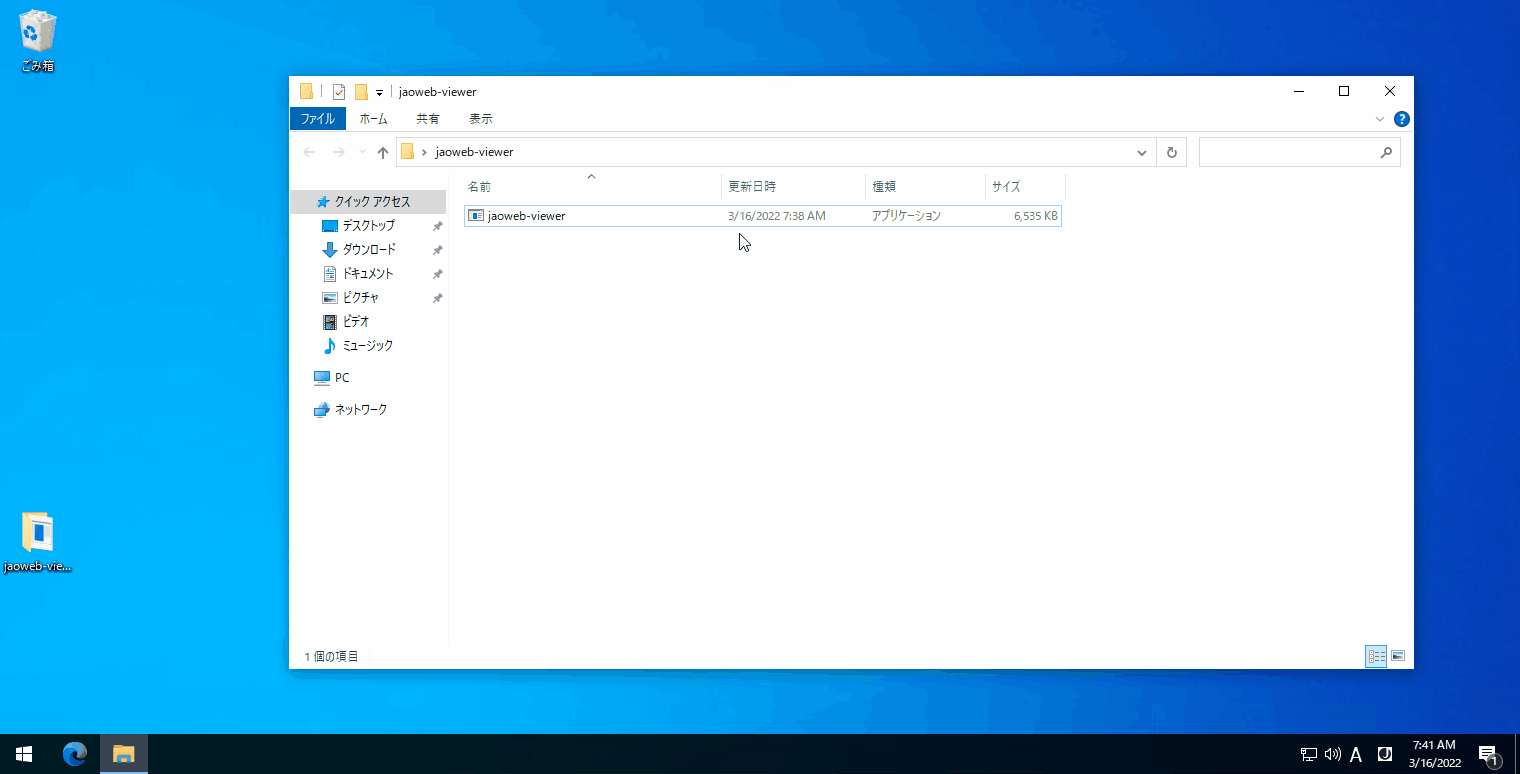 ごみ箱
jaoweb-viewer
ファイル ホーム 共有 表示
jaoweb-viewer
名前 更新日時 種類 サイズ
クイック アクセス
jaoweb-viewer 3/16/2022 7:38 AM アプリケーション 6,535 KB
デスクトップ
ダウンロード
ドキュメント
ピクチャ
ビデオ
ミュージック
PC
ネットワーク
jaoweb-vie...
1 個の項目
A
J
7:41 AM
3/16/2022
1